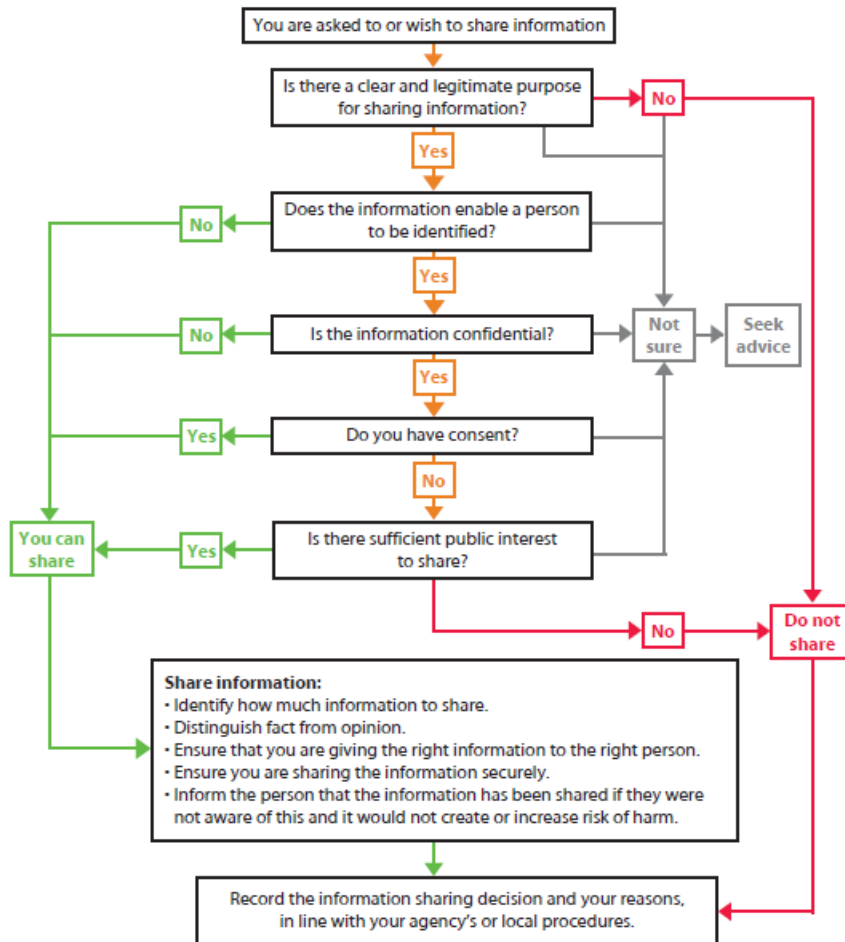 You are asked to or wish to share information
Is there a clear and legitimate purpose
for sharing information?
No
Yes
Does the information enable a person
to be identified?
No
Yes
Is the information confidential?
No
Not
sure
Seek
advice
Yes
Do you have consent?
Yes
No
Is there sufficient public interest
to share?
Yes
You can
share
No
Do not
share
Share information:
• Identify how much information to share.
• Distinguish fact from opinion.
• Ensure that you are giving the right information to the right person.
• Ensure you are sharing the information securely.
• Inform the person that the information has been shared if they were
not aware of this and it would not create or increase risk of harm.
Record the information sharing decision and your reasons,
in line with your agency's or local procedures.